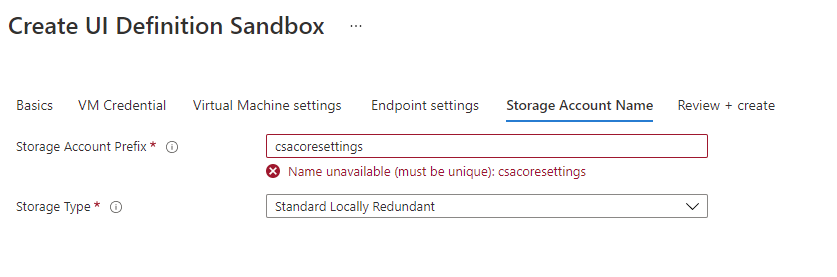 Create UI Definition Sandbox ...
Basics VM Credential Virtual Machine settings Endpoint settings Storage Account Name Review + create
Storage Account Prefix * csacoresettings
Name unavailable (must be unique): csacoresettings
Storage Type * Standard Locally Redundant